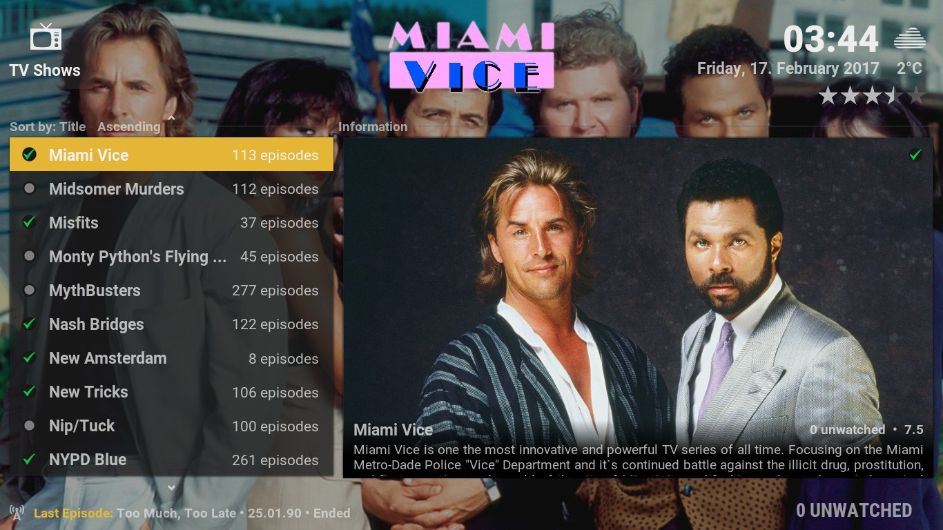 TV Shows
MIAMI
VICE
03:44
Friday, 17. February 2017 2°C
Sort by: Title Ascending
Information
Miami Vice 113 episodes
Midsomer Murders 112 episodes
Misfits 37 episodes
Monty Python's Flying ... 45 episodes
MythBusters 277 episodes
Nash Bridges 122 episodes
New Amsterdam 8 episodes
New Tricks 106 episodes
Nip/Tuck 100 episodes
NYPD Blue 261 episodes
Miami Vice 0 unwatched • 7.5
Miami Vice is one the most innovative and powerful TV series of all time. Focusing on the Miami
Metro-Dade Police "Vice" Department and it`s continued battle against the illicit drug, prostitution,
Last Episode: Too Much, Too Late • 25.01.90 • Ended
0 UNWATCHED